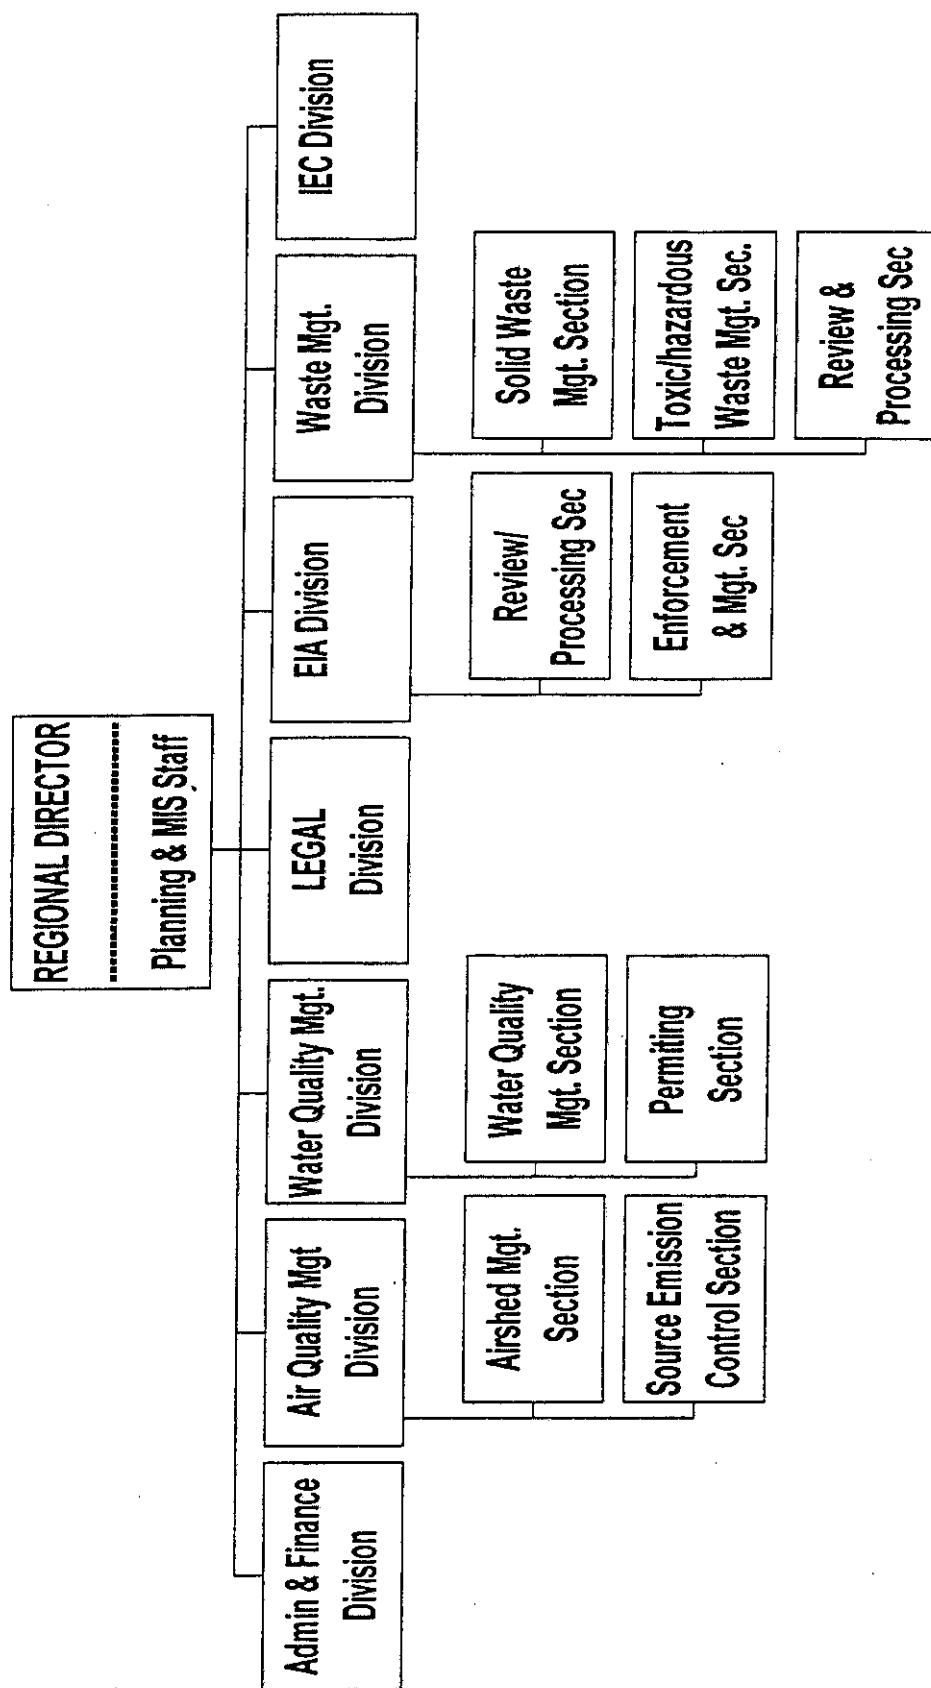 REGIONAL DIRECTOR
Planning & MIS Staff
Admin & Finance
Division
Air Quality Mgt
Division
Airshed Mgt.
Section
Source Emission
Control Section
Water Quality Mgt.
Division
Water Quality
Mgt. Section
Permiting
Section
LEGAL
Division
EIA Division
Review/
Processing Sec
Enforcement
& Mgt. Sec
Waste Mgt.
Division
Solid Waste
Mgt. Section
Toxic/hazardous
Waste Mgt. Sec.
Review &
Processing Sec
IEC Division